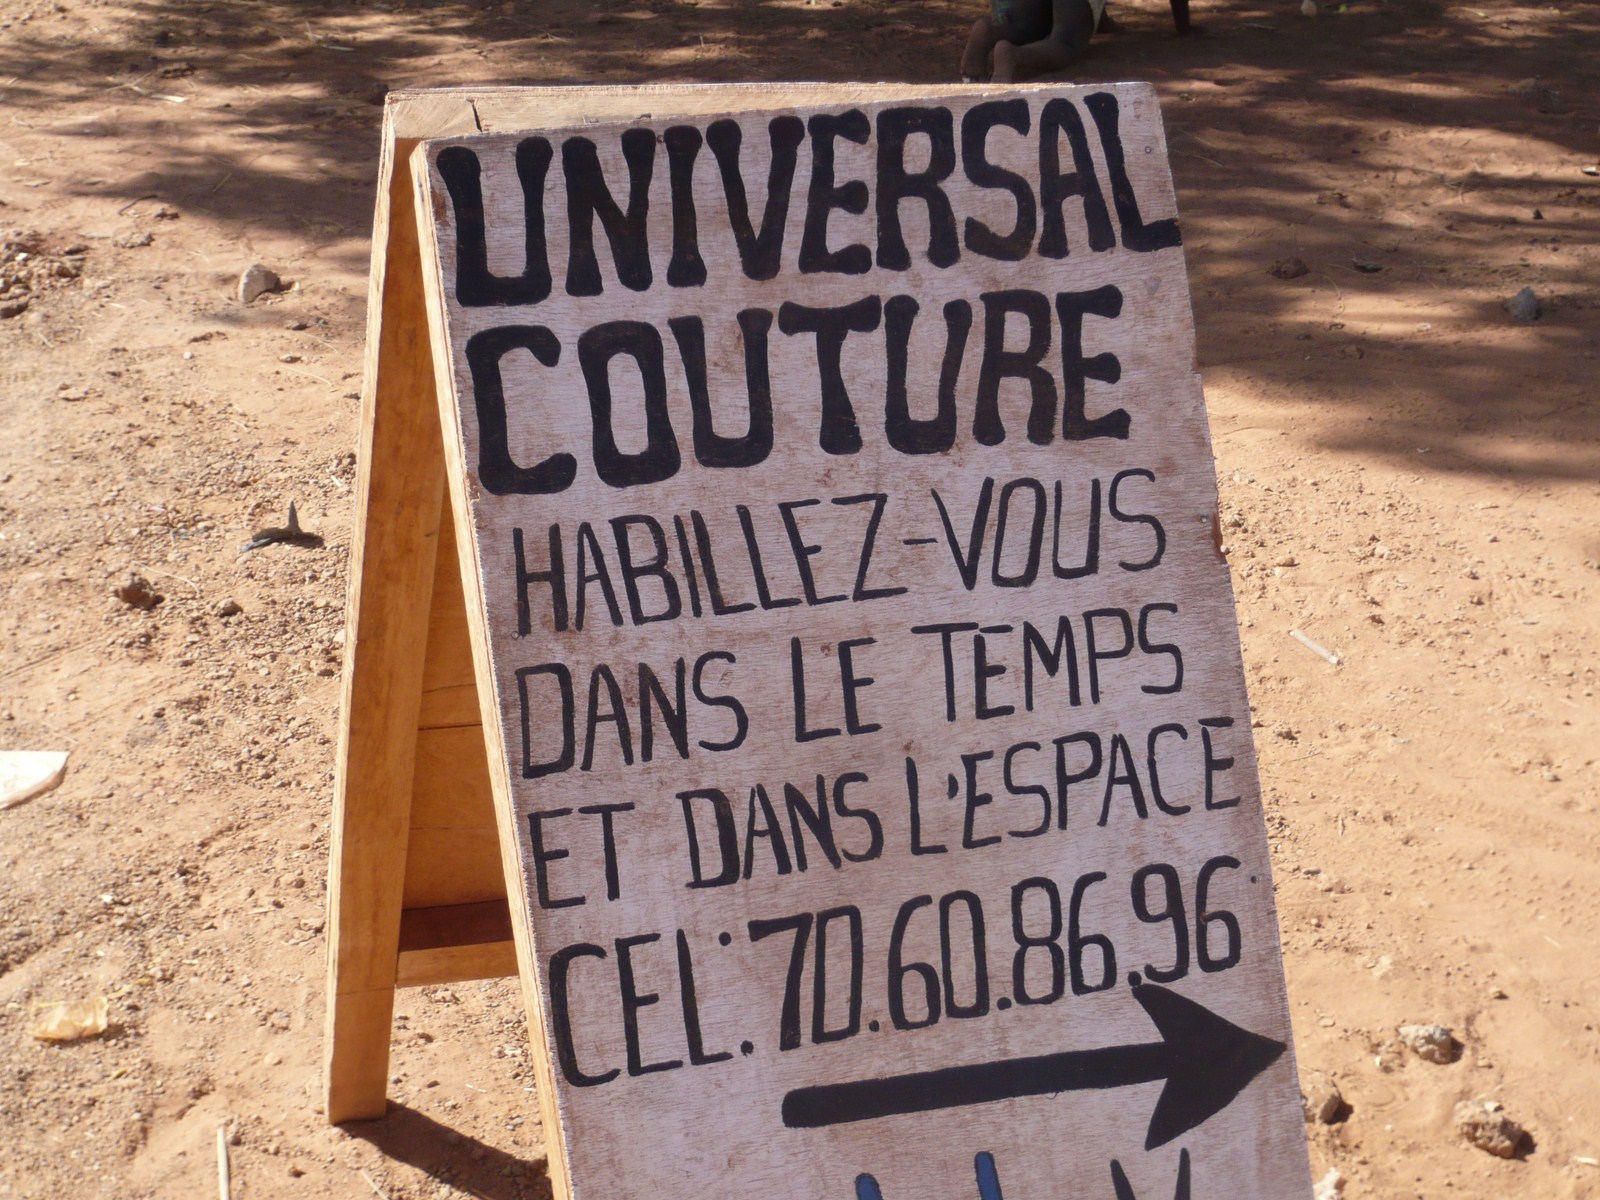 UNIVERSAL
COUTURE
HABILLEZ-VOUS
DANS LE TEMPS
ET DANS L'ESPACE
CEL: 70.60.86.96